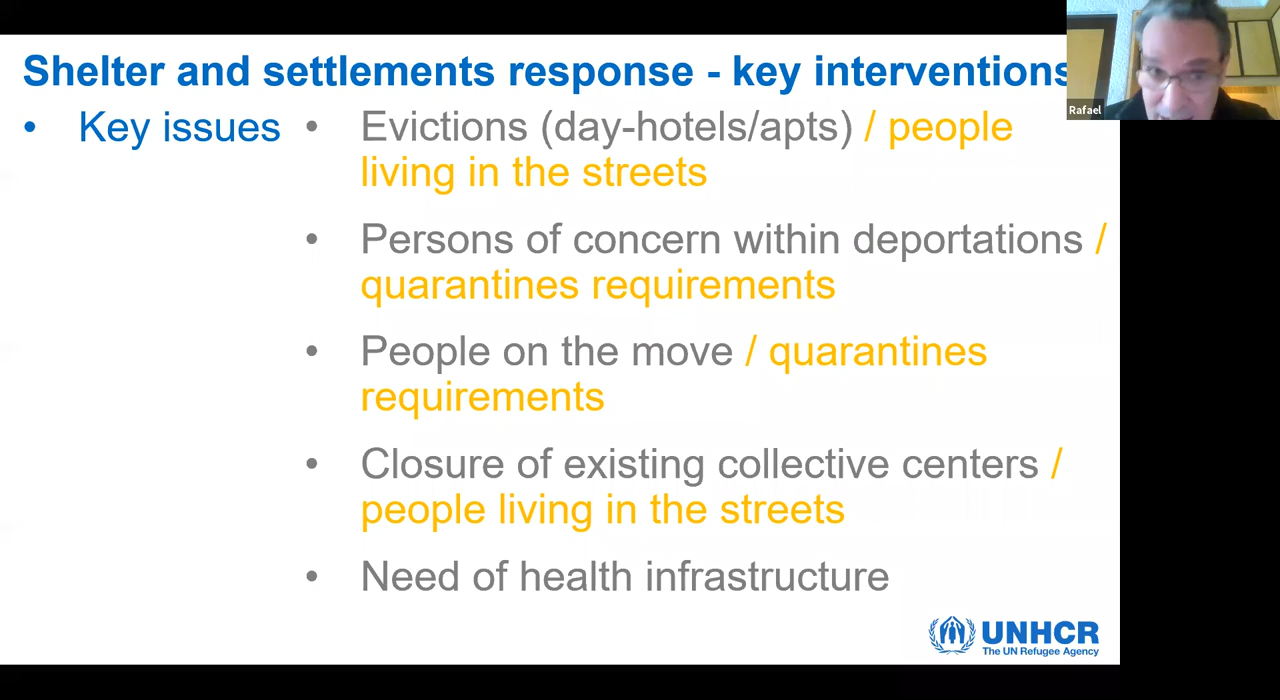 Shelter and settlements response - key interventions
• Key issues
• Evictions (day-hotels/apts) / people
living in the streets
• Persons of concern within deportations /
quarantines requirements
• People on the move / quarantines
requirements
• Closure of existing collective centers /
people living in the streets
• Need of health infrastructure
UNHCR
The UN Refugee Agency
Rafael